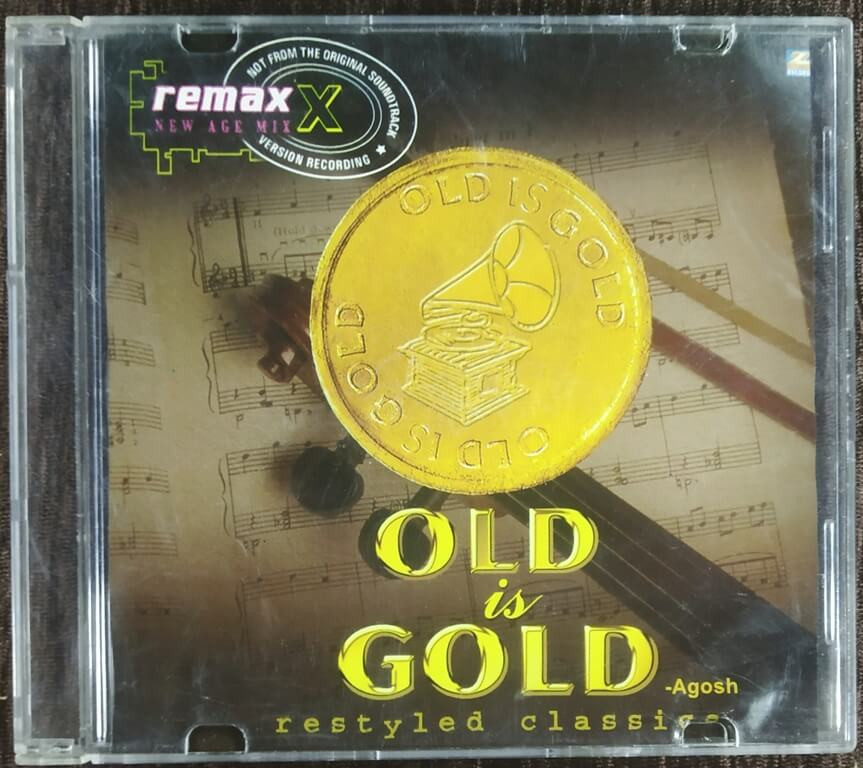 NOT FROM THE ORIGINAL SOUNDTRACK
VERSION RECORDING ★
remax X
NEW AGE MIX
OLD IS GOLD
OLD IS GOLD
OLD IS GOLD
OLD
is
GOLD
-Agosh
restyled classics